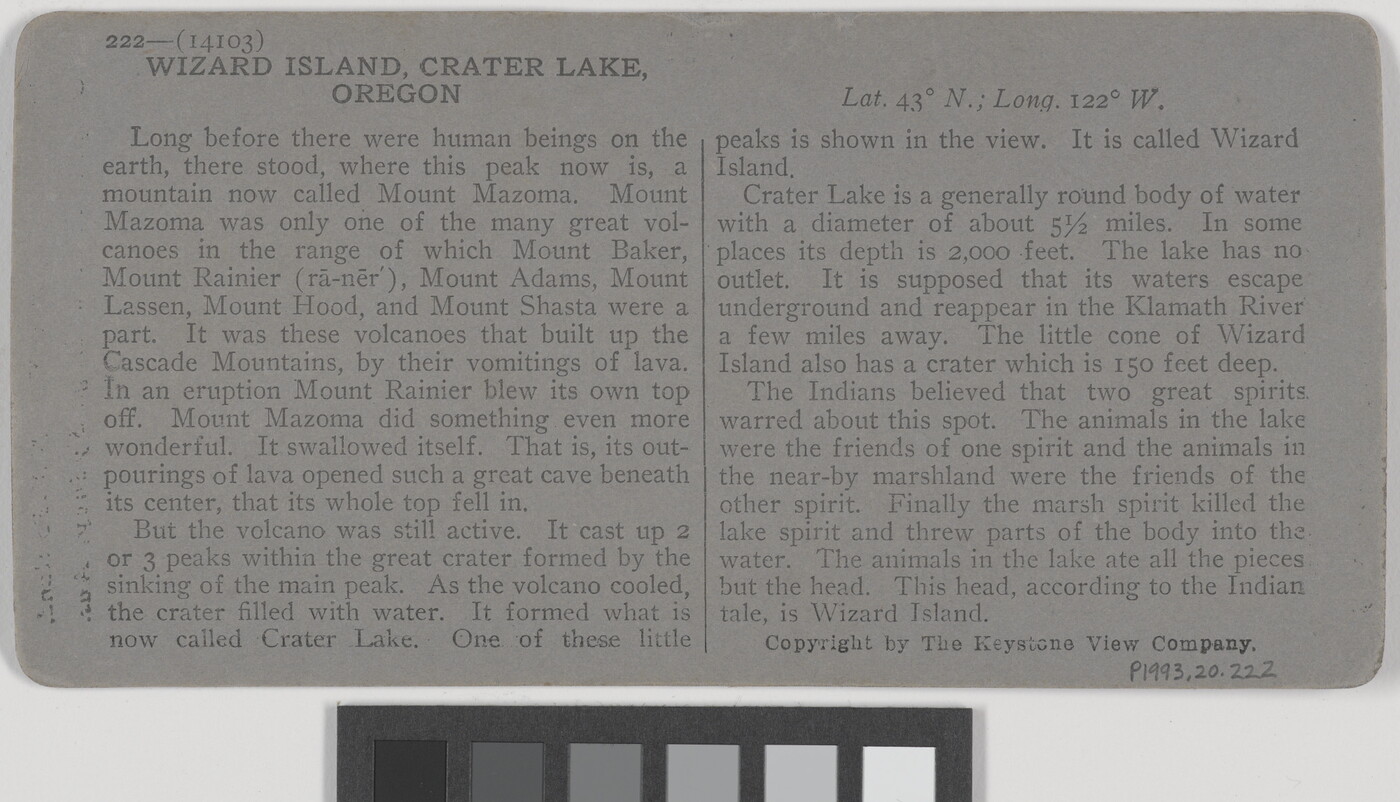 222—(14103)
WIZARD ISLAND, CRATER LAKE,
OREGON
Lat. 43° N.; Long. 122° W.
Long before there were human beings on the
earth, there stood, where this peak now is, a
mountain now called Mount Mazoma. Mount
Mazoma was only one of the many great vol-
canoes in the range of which Mount Baker,
Mount Rainier (rā-nēr′), Mount Adams, Mount
Lassen, Mount Hood, and Mount Shasta were a
part. It was these volcanoes that built up the
Cascade Mountains, by their vomitings of lava.
In an eruption Mount Rainier blew its own top
off. Mount Mazoma did something even more
wonderful. It swallowed itself. That is, its out-
pourings of lava opened such a great cave beneath
its center, that its whole top fell in.
But the volcano was still active. It cast up 2
or 3 peaks within the great crater formed by the
sinking of the main peak. As the volcano cooled,
the crater filled with water. It formed what is
now called Crater Lake. One of these little
peaks is shown in the view. It is called Wizard
Island.
Crater Lake is a generally round body of water
with a diameter of about 5½ miles. In some
places its depth is 2,000 feet. The lake has no
outlet. It is supposed that its waters escape
underground and reappear in the Klamath River
a few miles away. The little cone of Wizard
Island also has a crater which is 150 feet deep.
The Indians believed that two great spirits
warred about this spot. The animals in the lake
were the friends of one spirit and the animals in
the near-by marshland were the friends of the
other spirit. Finally the marsh spirit killed the
lake spirit and threw parts of the body into the
water. The animals in the lake ate all the pieces
but the head. This head, according to the Indian
tale, is Wizard Island.
Copyright by The Keystone View Company.
P1993.20.222